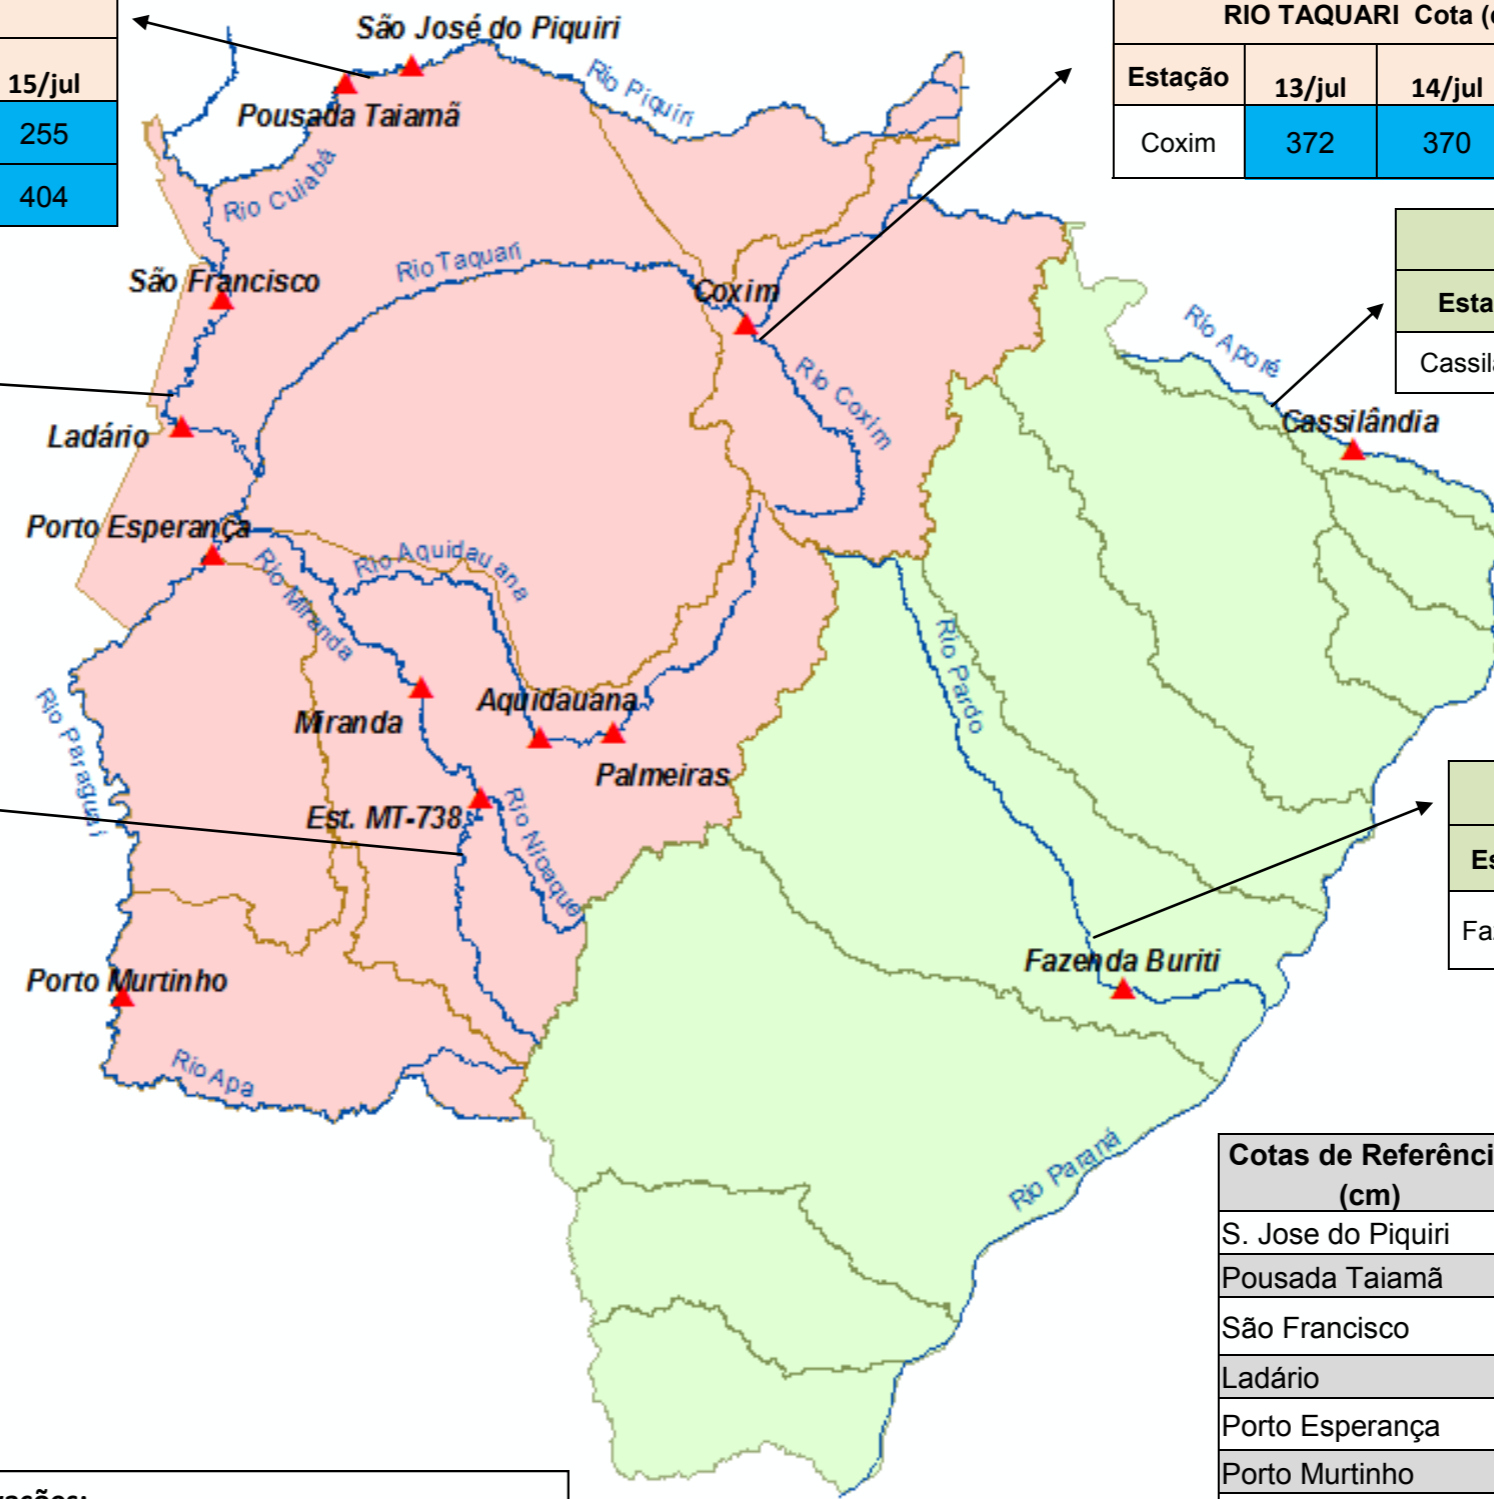 15/jul
255
404
São José do Piquiri
Pousada Taiamã
Rio Piquiri
Rio Cuiabá
RIO TAQUARI Cota (
Estação 13/jul 14/jul
Coxim 372 370
São Francisco
Rio Taquari
Coxim
Rio Coxim
Rio Aporé
Esta
Cassil
Cassilândia
Ladário
Porto Esperança
Rio Miranda
Rio Aquidauana
Rio Pardo
Rio Paraguai
Miranda
Aquidauana
Palmeiras
Est. MT-738
Rio Nioaque
Es
Fa
Fazenda Buriti
Porto Murtinho
Rio Apa
Rio Paraná
Cotas de Referênci
(cm)
S. Jose do Piquiri
Pousada Taiamã
São Francisco
Ladário
Porto Esperança
Porto Murtinho